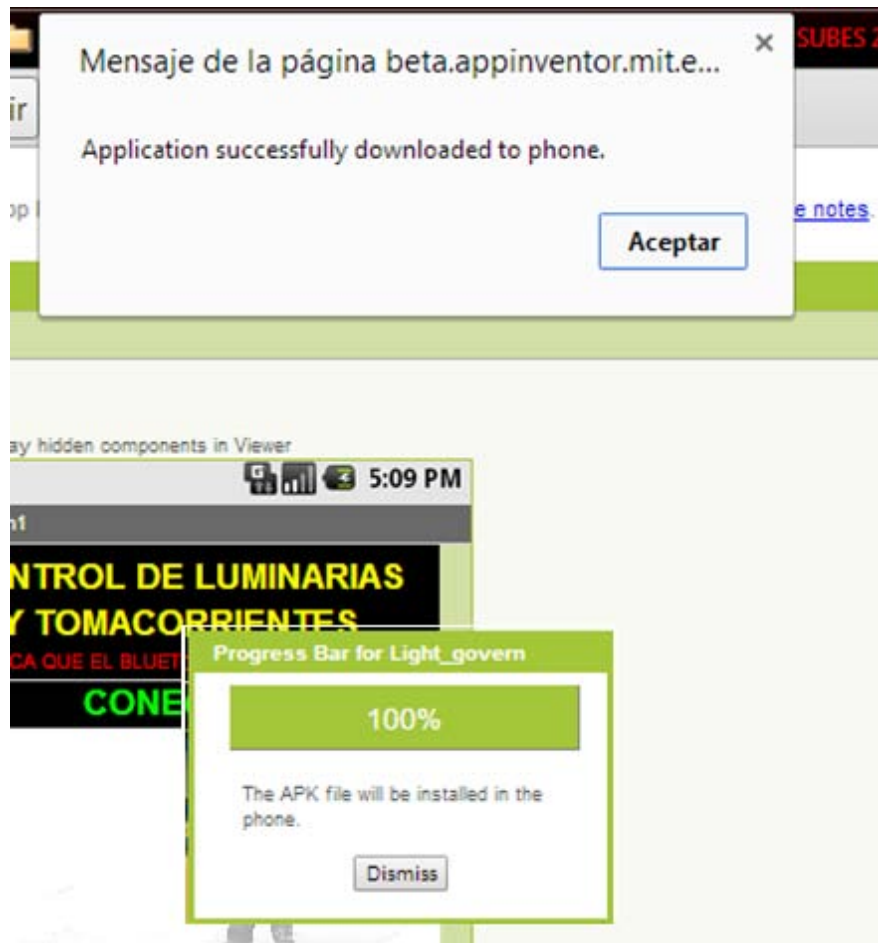 SUBES 2
Mensaje de la página beta.appinventor.mit.e...
ir
Application successfully downloaded to phone.
e notes.
Aceptar
ay hidden components in Viewer
5:09 PM
n1
NTROL DE LUMINARIAS
Y TOMACORRIENTES
CA QUE EL BLUET
CONE
Progress Bar for Light_govern
100%
The APK file will be installed in the
phone.
Dismiss